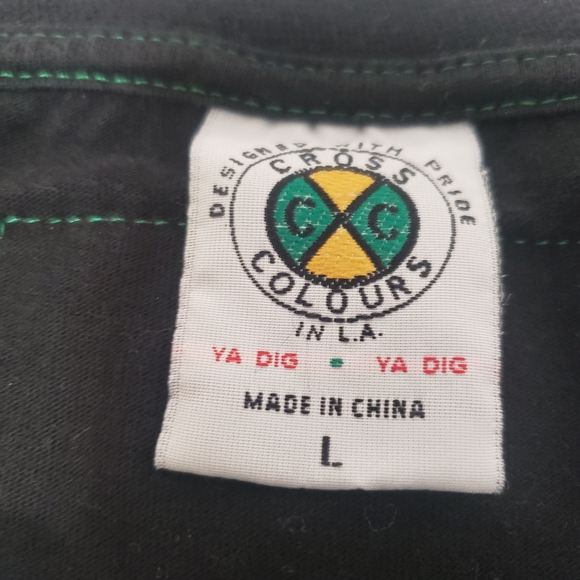 DESIGNED WITH PRIDE
CROSS
C C
COLOURS
IN L.A.
YA DIG • YA DIG
MADE IN CHINA
L